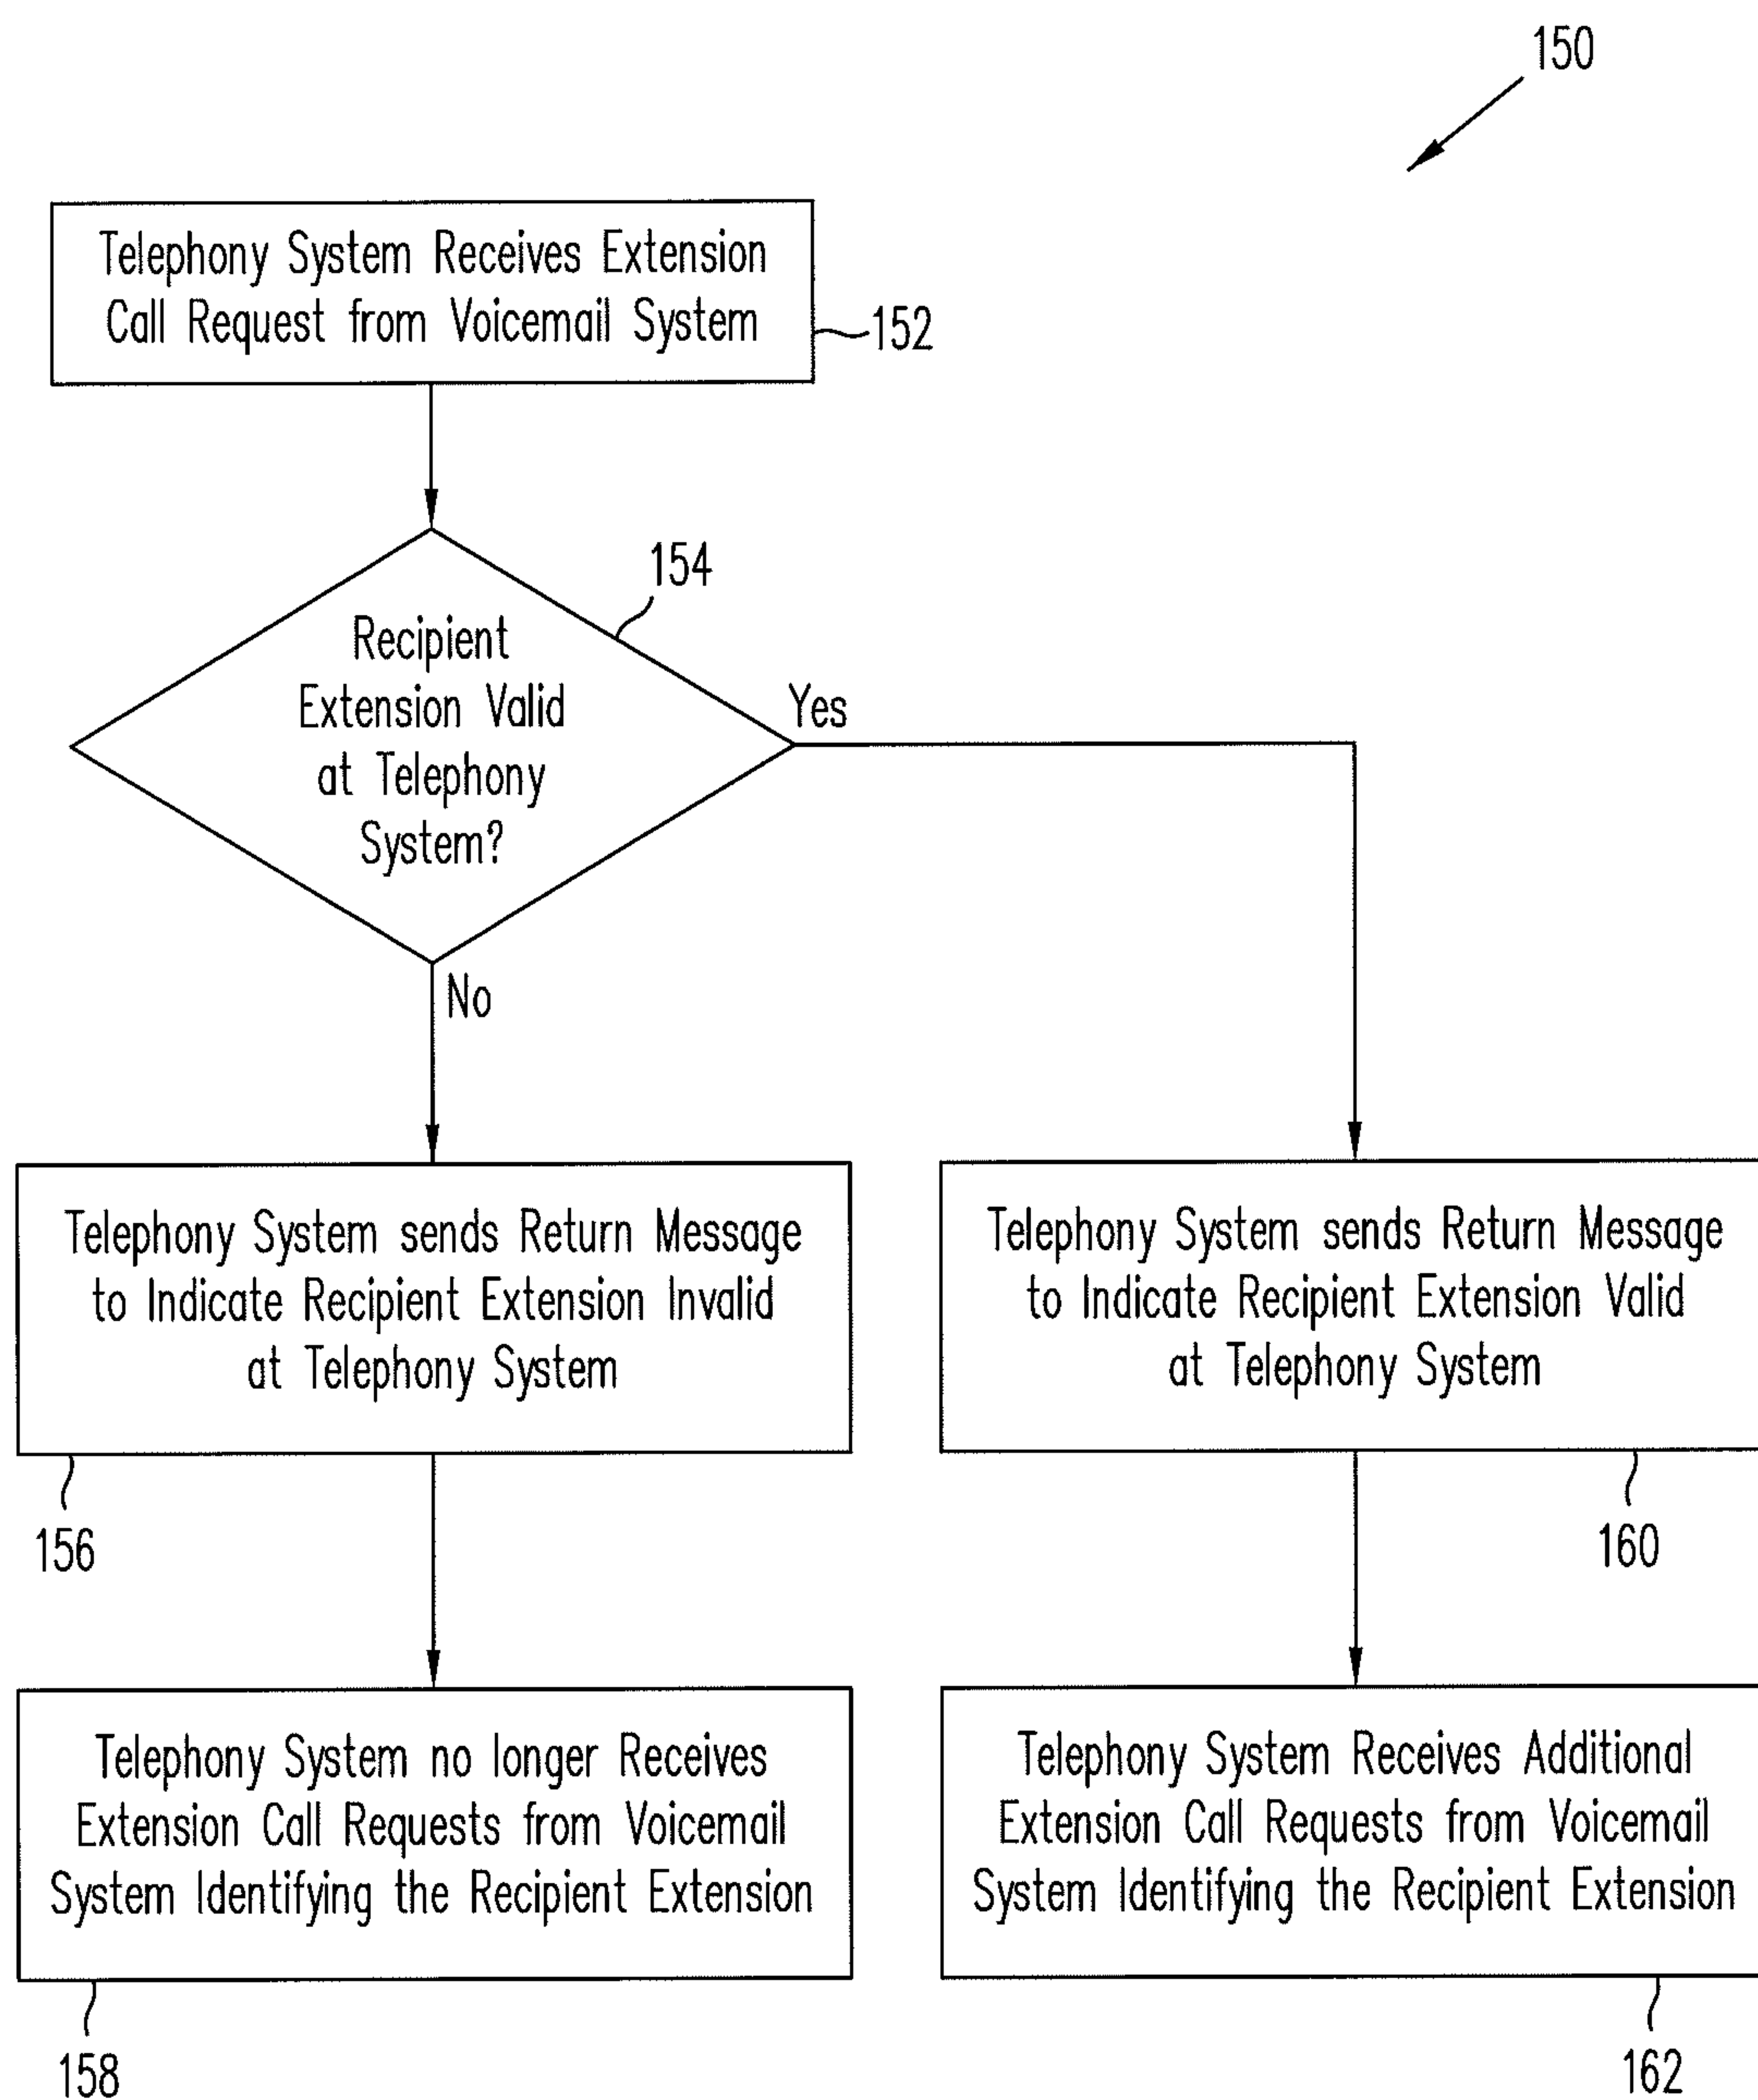 150
Telephony System Receives Extension
Call Request from Voicemail System
152
154
Recipient
Extension Valid
at Telephony
System?
Yes
No
Telephony System sends Return Message
to Indicate Recipient Extension Invalid
at Telephony System
156
Telephony System sends Return Message
to Indicate Recipient Extension Valid
at Telephony System
160
Telephony System no longer Receives
Extension Call Requests from Voicemail
System Identifying the Recipient Extension
158
Telephony System Receives Additional
Extension Call Requests from Voicemail
System Identifying the Recipient Extension
162